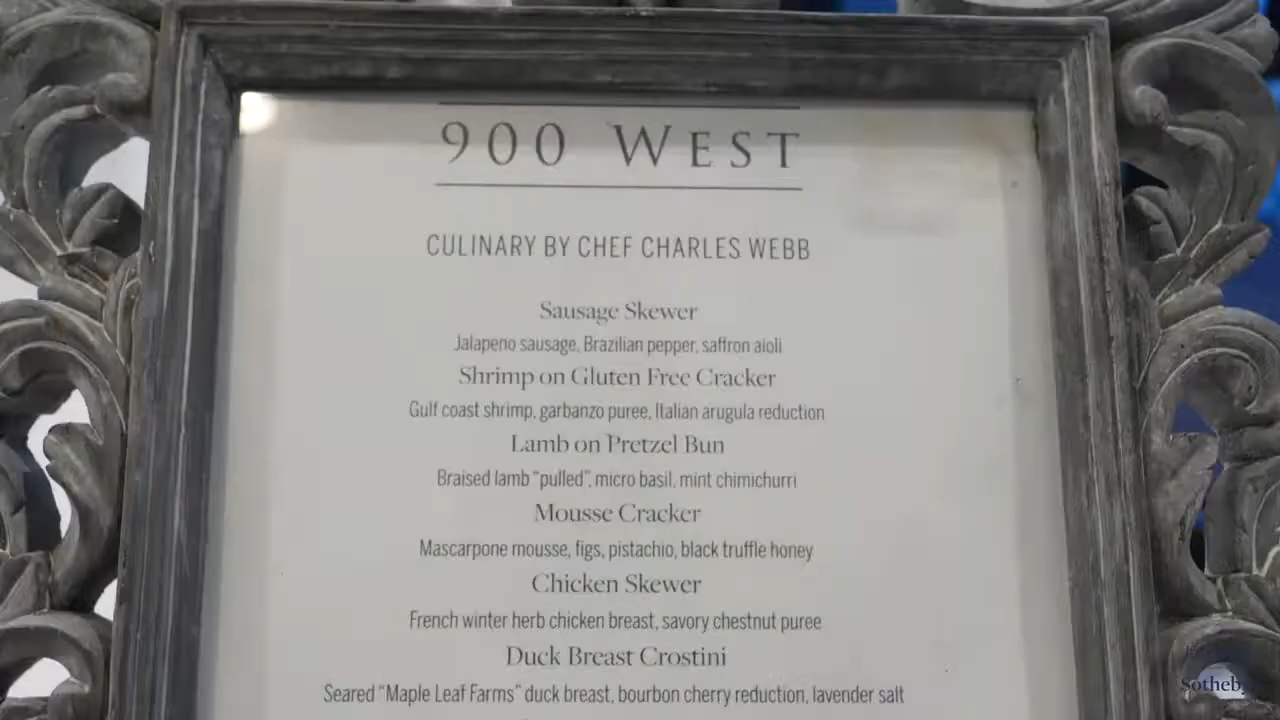 900 WEST
CULINARY BY CHEF CHARLES WEBB
Sausage Skewer
Jalapeno sausage, Brazilian pepper, saffron aioli
Shrimp on Gluten Free Cracker
Gulf coast shrimp, garbanzo puree, Italian arugula reduction
Lamb on Pretzel Bun
Braised lamb "pulled", micro basil, mint chimichurri
Mousse Cracker
Mascarpone mousse, figs, pistachio, black truffle honey
Chicken Skewer
French winter herb chicken breast, savory chestnut puree
Duck Breast Crostini
Seared "Maple Leaf Farms" duck breast, bourbon cherry reduction, lavender salt